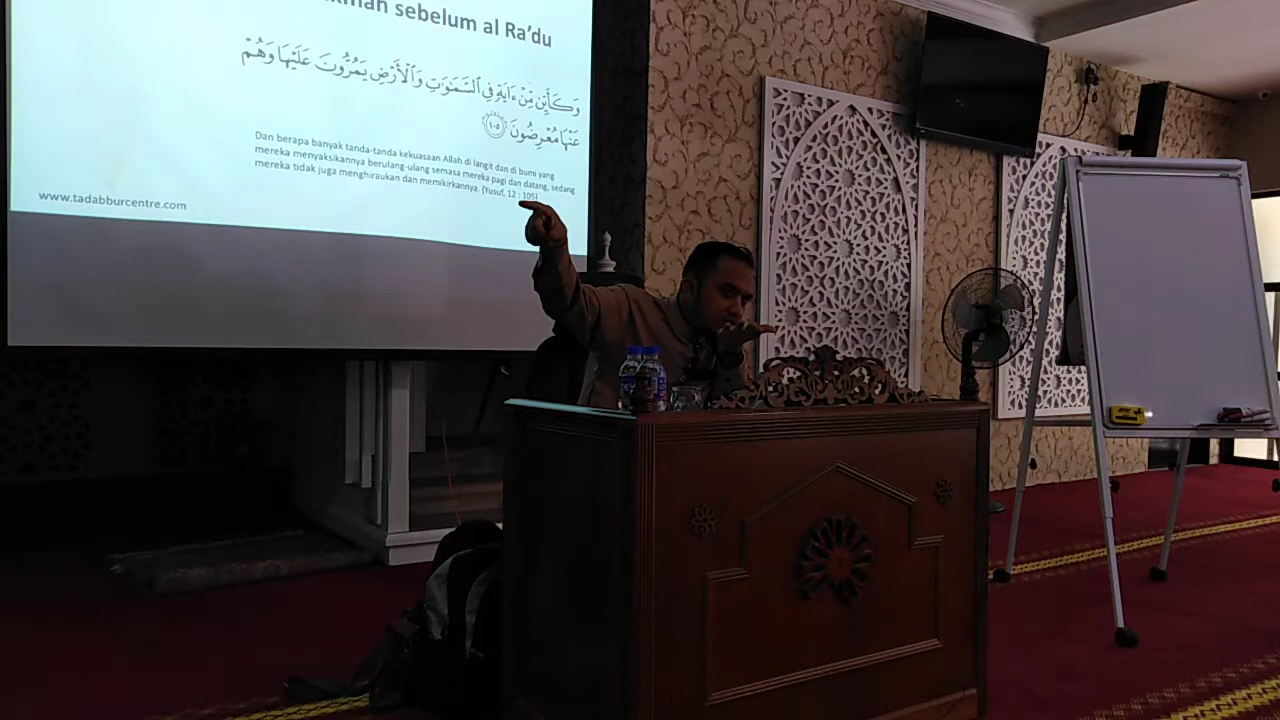 sebelum al Ra'du
وَكَأَيِّن مِّنْ ءَايَةٍ فِي ٱلسَّمَٰوَٰتِ وَٱلْأَرْضِ يَمُرُّونَ عَلَيْهَا وَهُمْ
عَنْهَا مُعْرِضُونَ ١٠٥
Dan berapa banyak tanda-tanda kekuasaan Allah di langit dan di bumi yang
mereka menyaksikannya berulang-ulang semasa mereka pagi dan datang, sedang
mereka tidak juga menghiraukan dan memikirkannya. (Yusuf, 12 : 105)
www.tadabburcentre.com